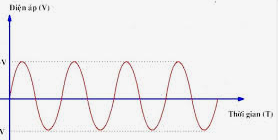 Điện áp (V)
V
Thời gian (T)
V